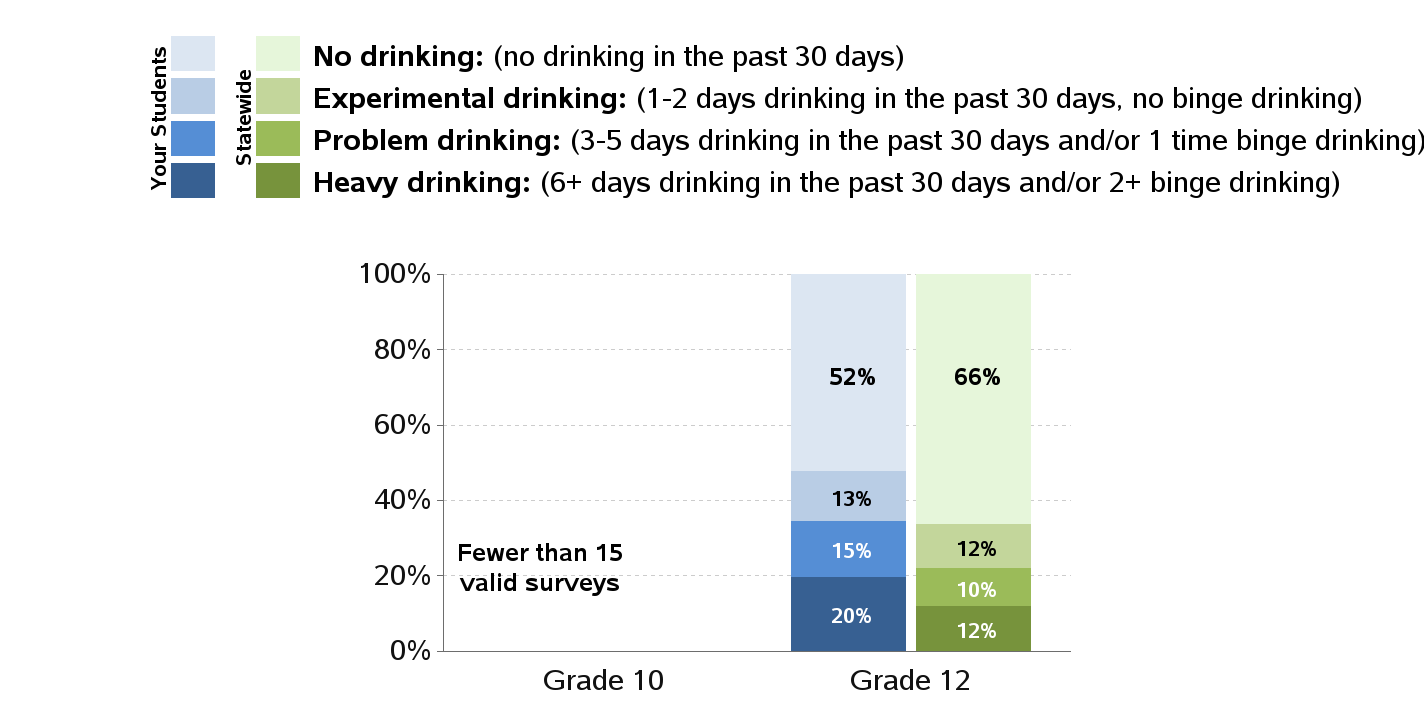 Your Students
Statewide
No drinking: (no drinking in the past 30 days)
Experimental drinking: (1-2 days drinking in the past 30 days, no binge drinking)
Problem drinking: (3-5 days drinking in the past 30 days and/or 1 time binge drinking)
Heavy drinking: (6+ days drinking in the past 30 days and/or 2+ binge drinking)
100%
80%
60%
40%
20%
0%
Fewer than 15
valid surveys
52%
13%
15%
20%
66%
12%
10%
12%
Grade 10
Grade 12